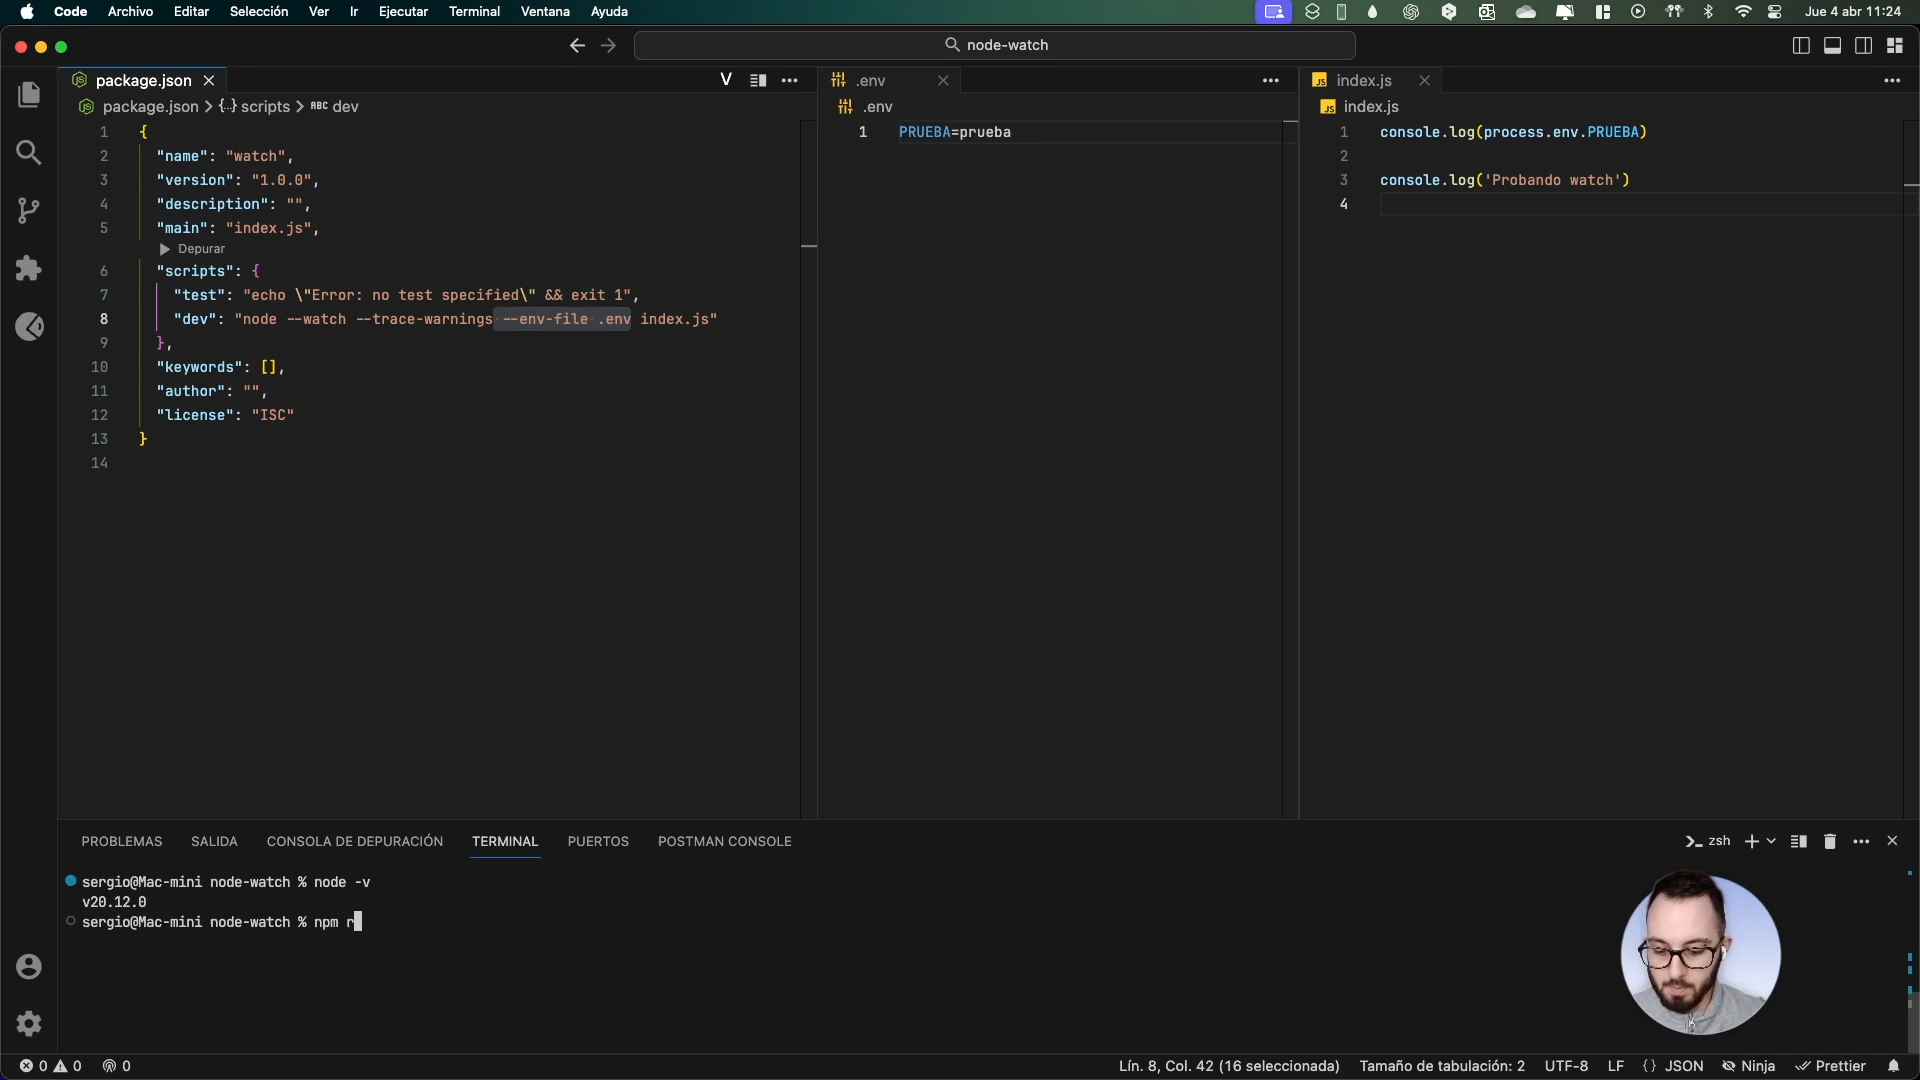 Code Archivo Editar Selección Ver Ir Ejecutar Terminal Ventana Ayuda Jue 4 abr 11:24
node-watch
package.json
package.json > {..} scripts > ABC dev
1 {
2 "name": "watch",
3 "version": "1.0.0",
4 "description": "",
5 "main": "index.js",
Depurar
6 "scripts": {
7 "test": "echo \"Error: no test specified\" && exit 1",
8 "dev": "node --watch --trace-warnings --env-file .env index.js"
9 },
10 "keywords": [],
11 "author": "",
12 "license": "ISC"
13 }
14
.env
.env
1 PRUEBA=prueba
index.js
index.js
1 console.log(process.env.PRUEBA)
2
3 console.log('Probando watch')
4
PROBLEMAS SALIDA CONSOLA DE DEPURACIÓN TERMINAL PUERTOS POSTMAN CONSOLE zsh
sergio@Mac-mini node-watch % node -v
v20.12.0
sergio@Mac-mini node-watch % npm r
0 0 0 Lín. 8, Col. 42 (16 seleccionada) Tamaño de tabulación: 2 UTF-8 LF {} JSON Ninja Prettier